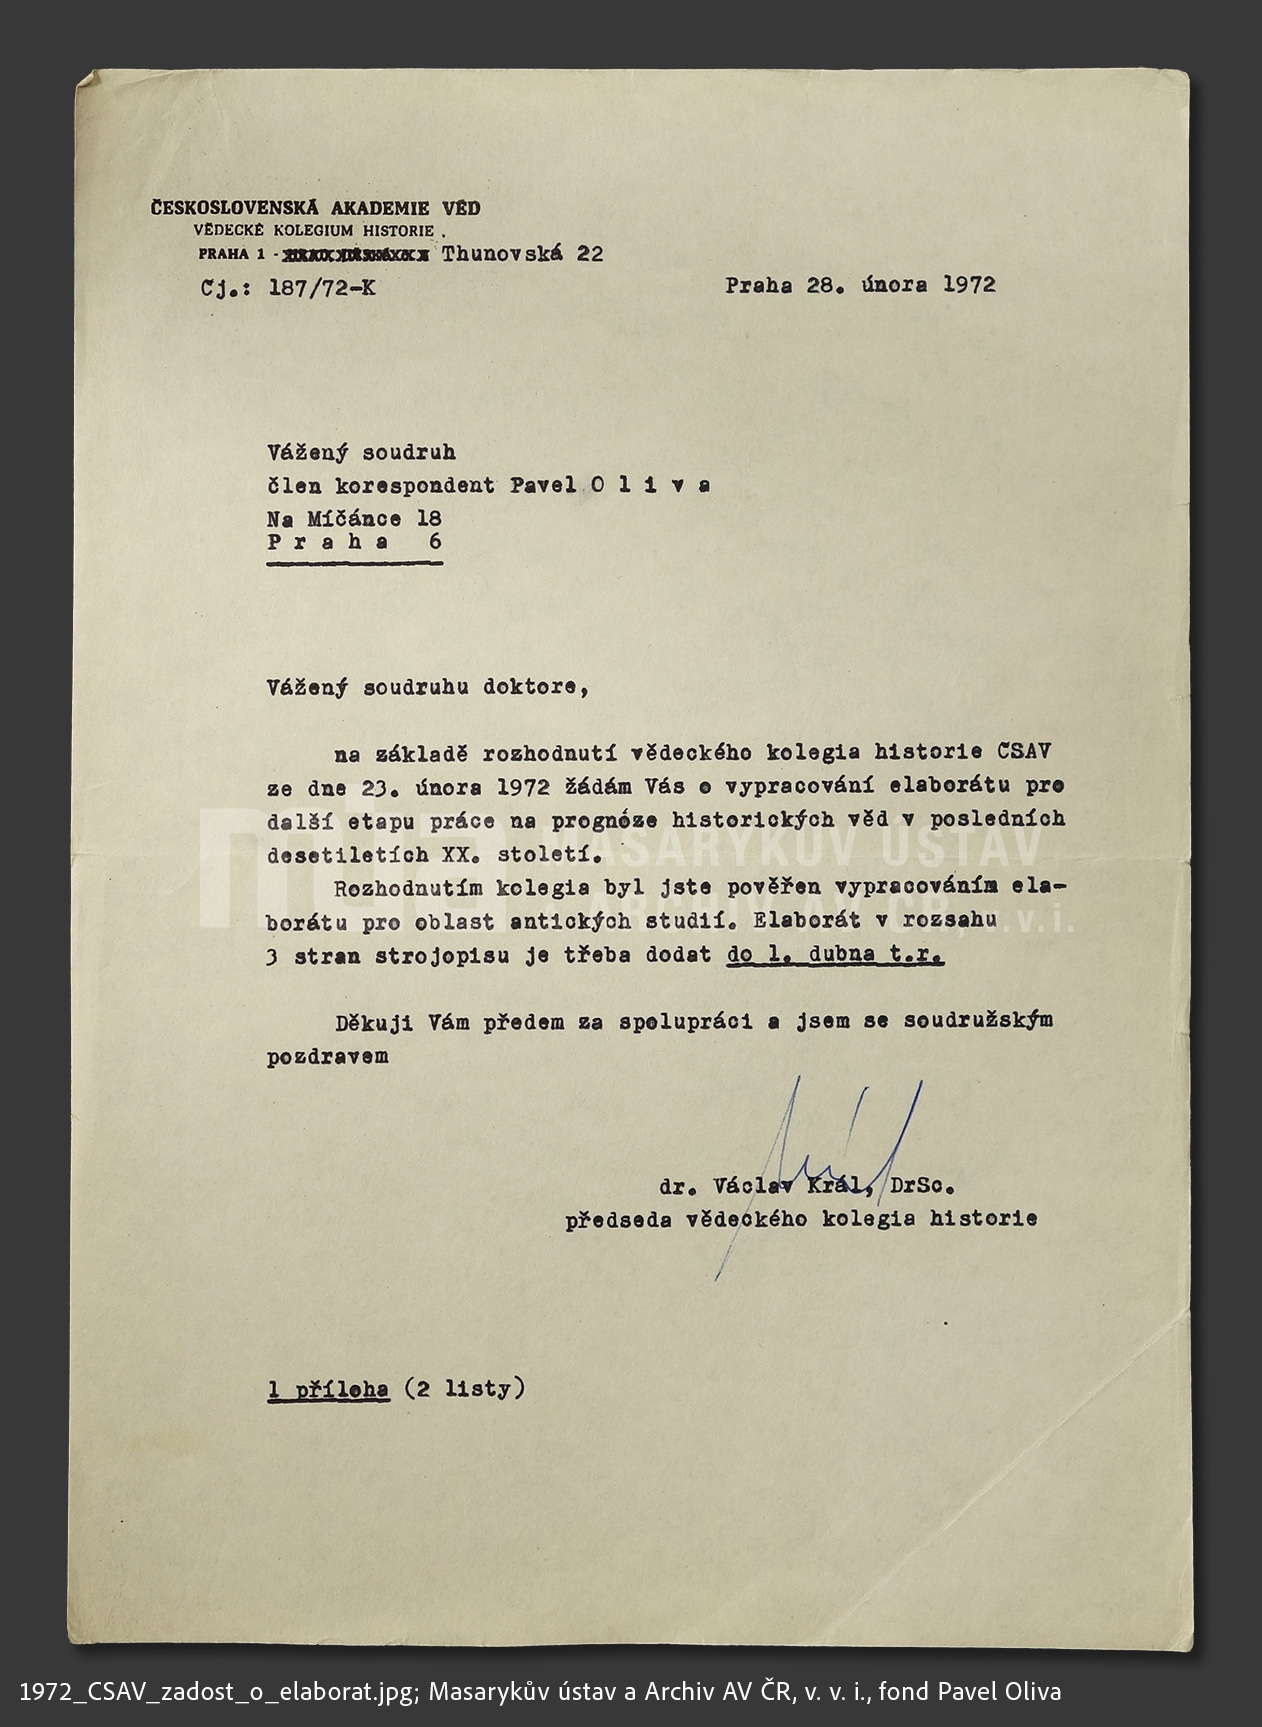 ČESKOSLOVENSKÁ AKADEMIE VĚD
VĚDECKÉ KOLEGIUM HISTORIE
PRAHA 1 - Thunovská 22
Čj.: 187/72-K
Praha 28. února 1972
Vážený soudruh
člen korespondent Pavel O l i v a
Na Míčánce 18
P r a h a 6
Vážený soudruhu doktore,
na základě rozhodnutí vědeckého kolegia historie ČSAV
ze dne 23. února 1972 žádám Vás o vypracování elaborátu pro
další etapu práce na prognóze historických věd v posledních
desetiletích XX. století.
Rozhodnutím kolegia byl jste pověřen vypracováním ela-
borátu pro oblast antických studií. Elaborát v rozsahu
3 stran strojopisu je třeba dodat do 1. dubna t.r.
Děkuji Vám předem za spolupráci a jsem se soudružským
pozdravem
dr. Václav Král, DrSc.
předseda vědeckého kolegia historie
1 příloha (2 listy)
MASARYKŮV ÚSTAV
A ARCHIV AV ČR, v.v.i.
1972_CSAV_zadost_o_elaborat.jpg; Masarykův ústav a Archiv AV ČR, v. v. i., fond Pavel Oliva